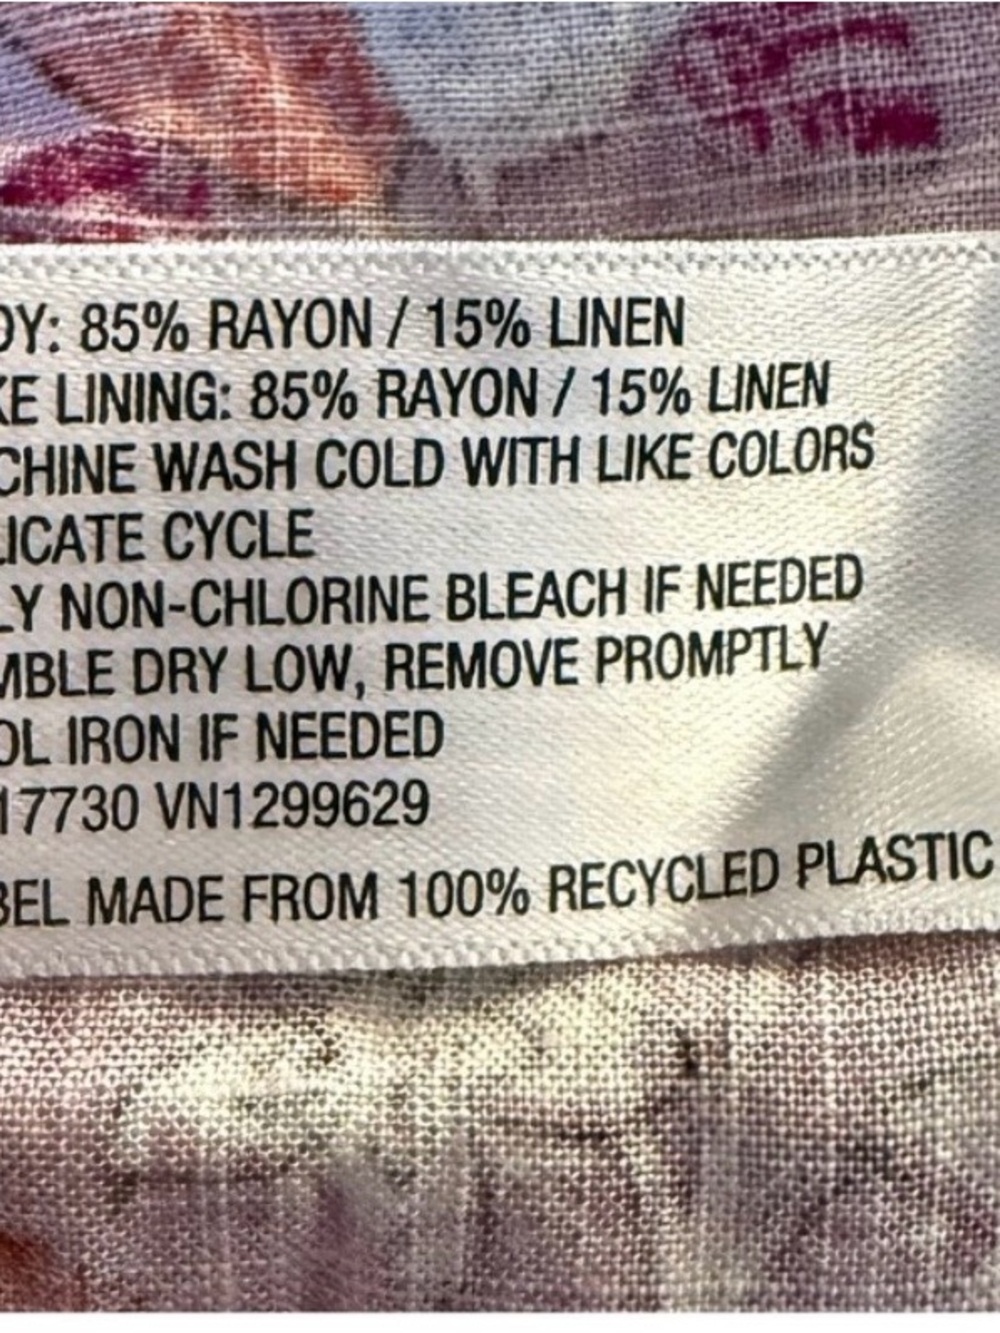 DY: 85% RAYON / 15% LINEN
KE LINING: 85% RAYON / 15% LINEN
CHINE WASH COLD WITH LIKE COLORS
LICATE CYCLE
LY NON-CHLORINE BLEACH IF NEEDED
MBLE DRY LOW, REMOVE PROMPTLY
OL IRON IF NEEDED
17730 VN1299629
BEL MADE FROM 100% RECYCLED PLASTIC